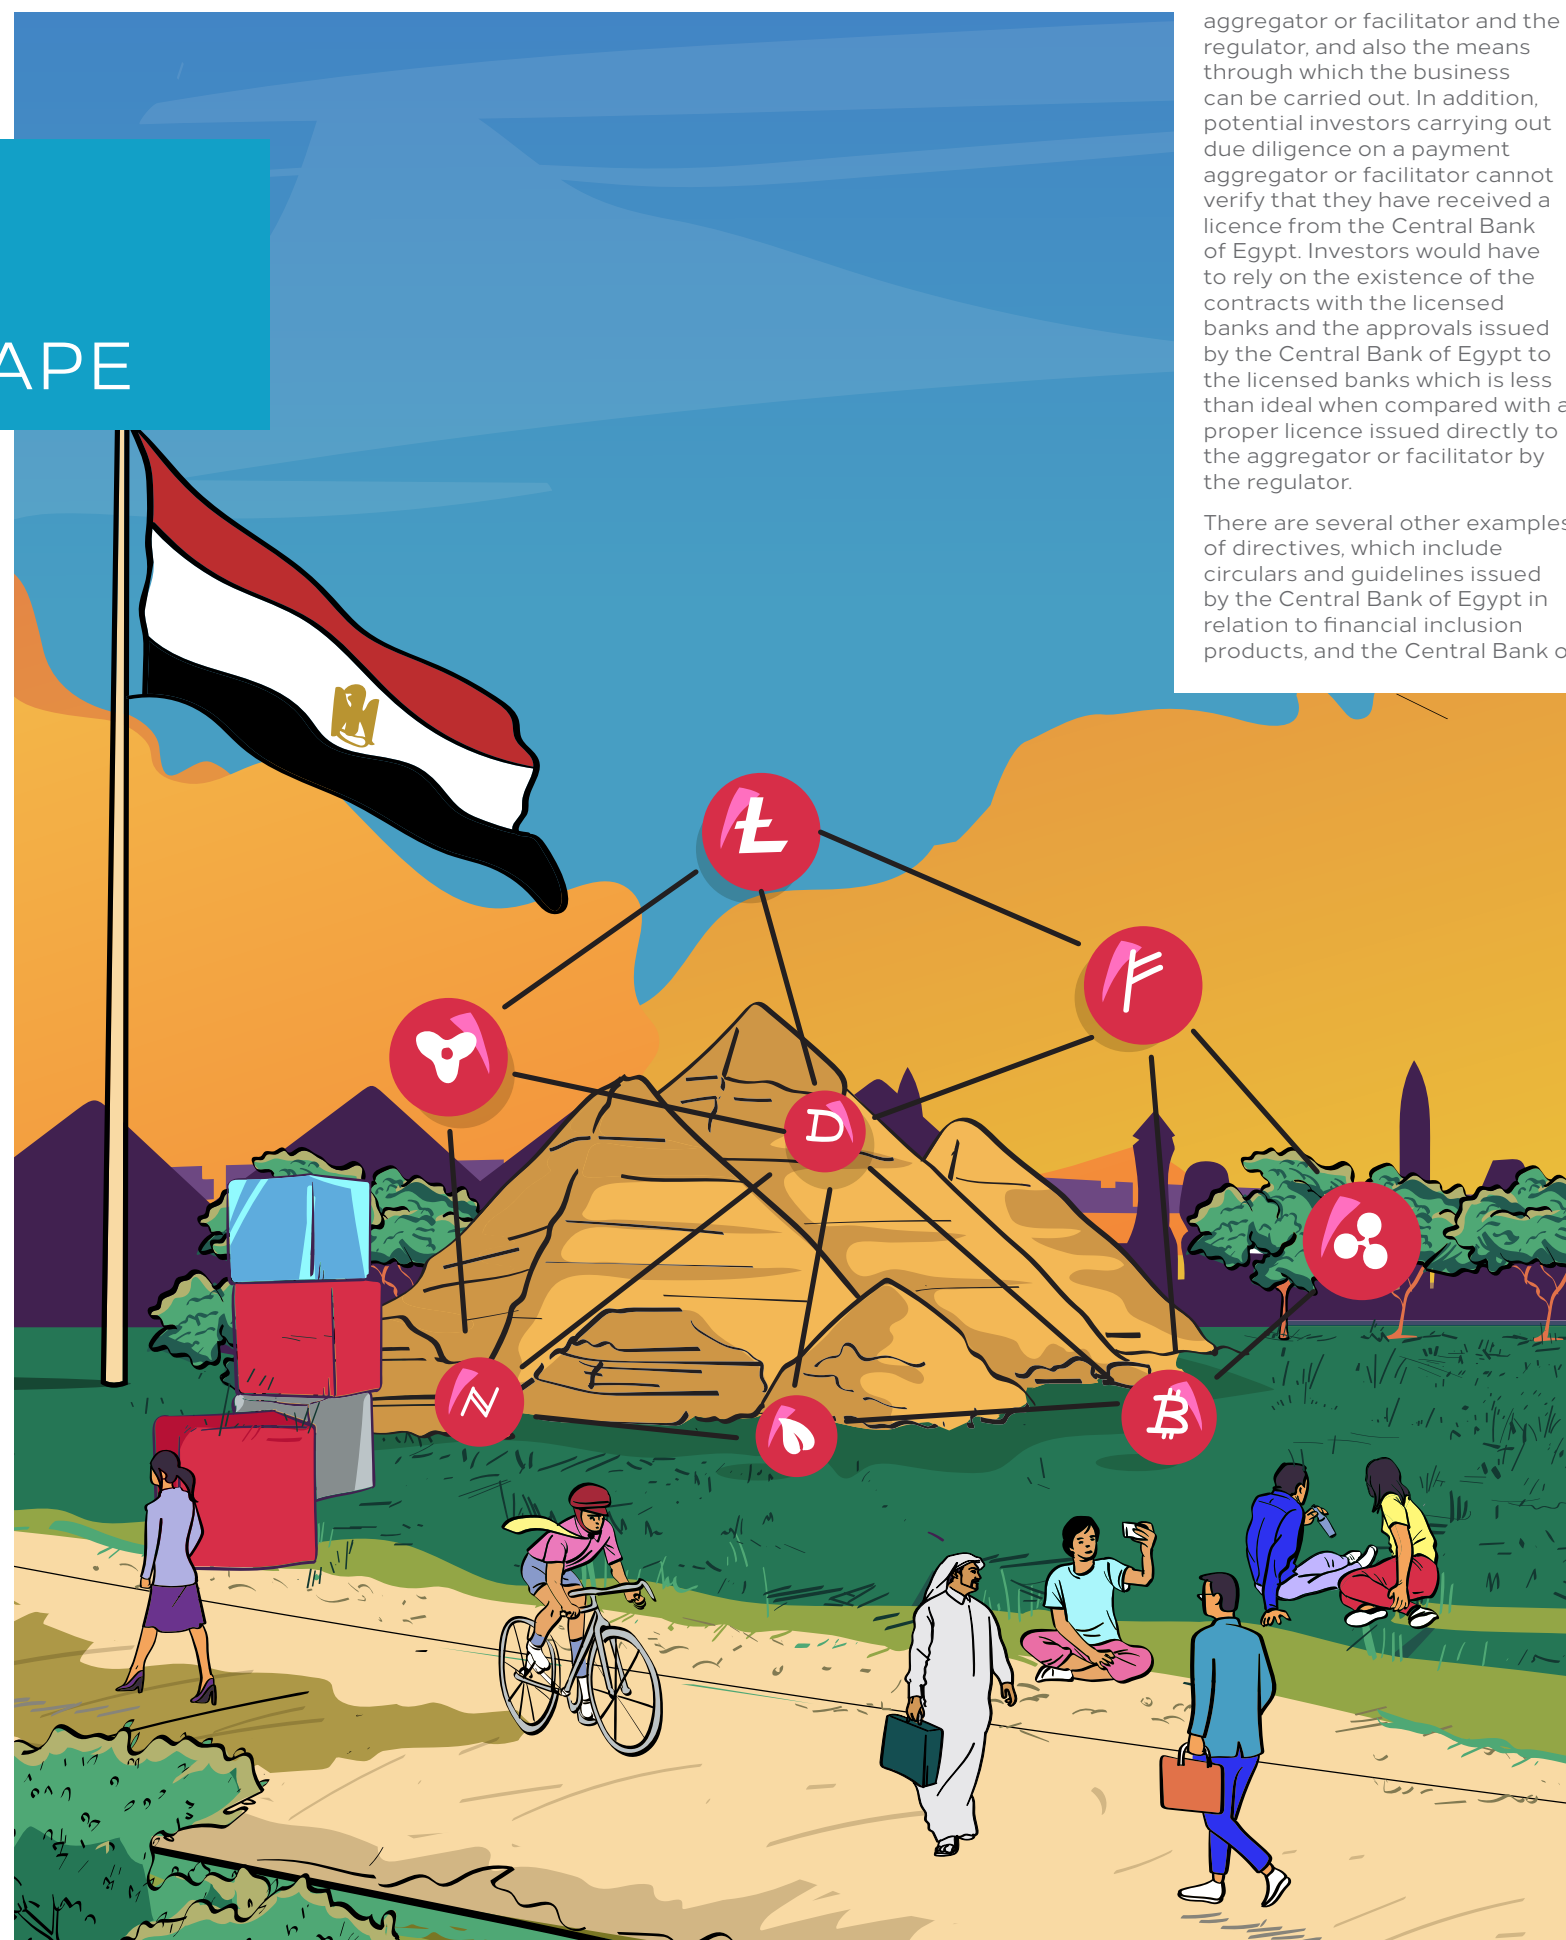 APE
aggregator or facilitator and the
regulator, and also the means
through which the business
can be carried out. In addition,
potential investors carrying out
due diligence on a payment
aggregator or facilitator cannot
verify that they have received a
licence from the Central Bank
of Egypt. Investors would have
to rely on the existence of the
contracts with the licensed
banks and the approvals issued
by the Central Bank of Egypt to
the licensed banks which is less
than ideal when compared with a
proper licence issued directly to
the aggregator or facilitator by
the regulator.
There are several other examples
of directives, which include
circulars and guidelines issued
by the Central Bank of Egypt in
relation to financial inclusion
products, and the Central Bank o